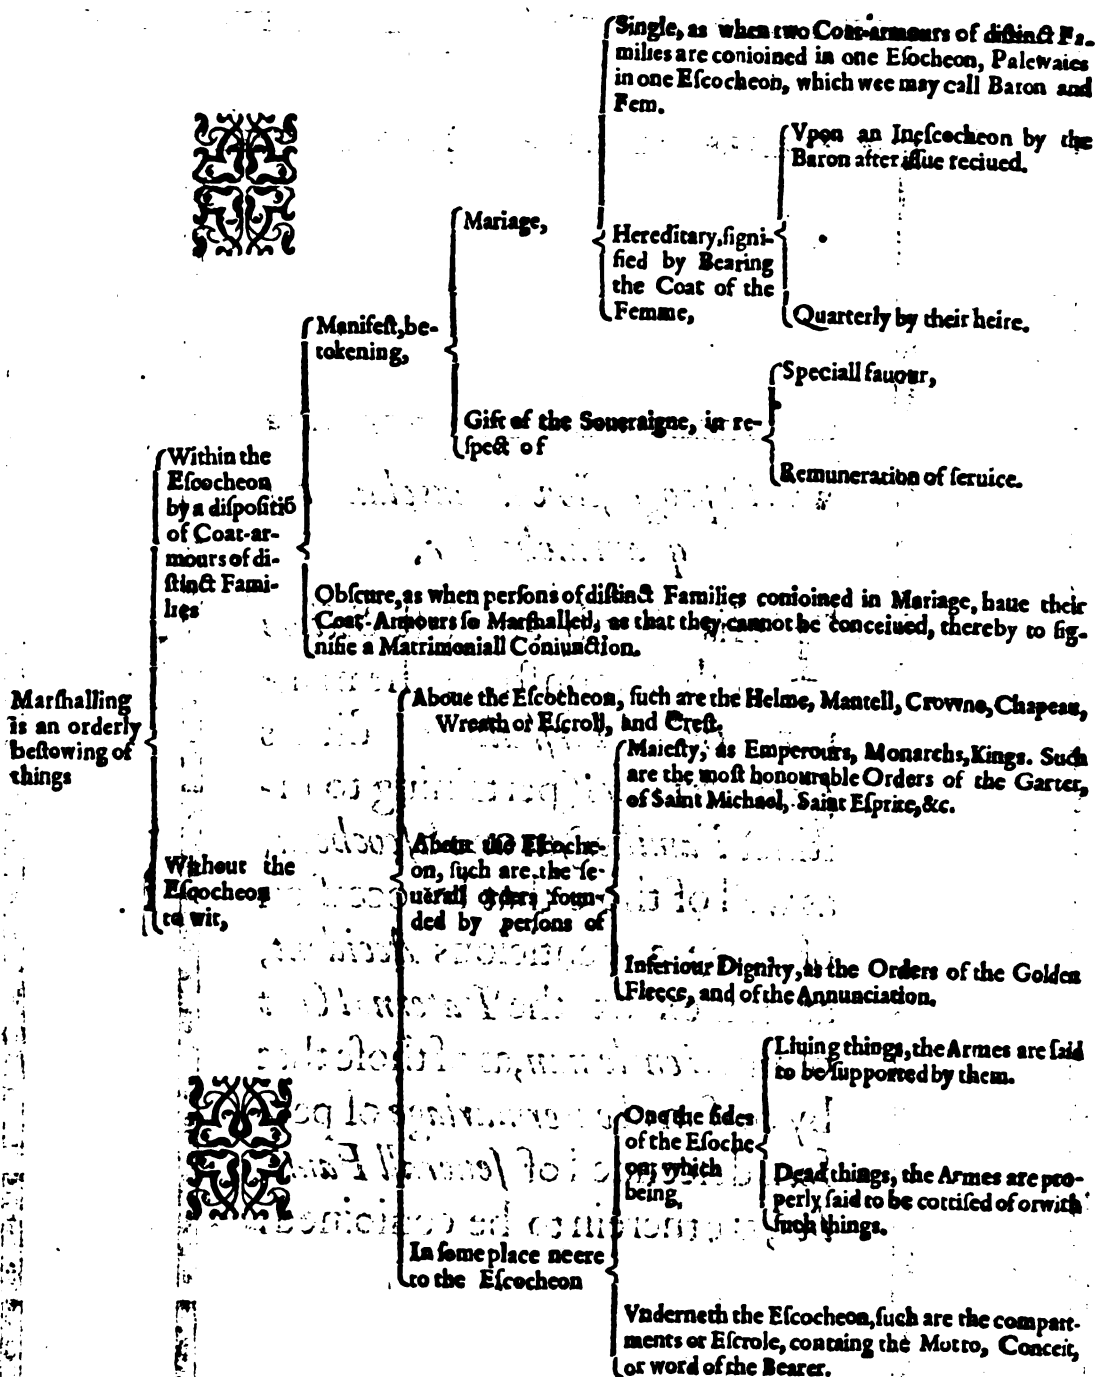 Single, as when two Coat-armours of diſtinct Fa-
milies are conioined in one Eſocheon, Palewaies
in one Eſcocheon, which wee may call Baron and
Fem.
Vpon an Ineſcocheon by the
Baron after iſſue reciued.
Mariage,
Hereditary, ſigni-
fied by Bearing
the Coat of the
Femme,
Quarterly by their heire.
Manifeſt, be-
tokening,
Speciall fauour,
Gift of the Soueraigne, in re-
ſpect of
Remuneration of ſeruice.
Within the
Eſcocheon
by a diſpoſitiō
of Coat-ar-
mours of di-
ſtinct Fami-
lies
Obſcure, as when perſons of diſtinct Families conioined in Mariage, haue their
Coat-Armours ſo Marſhalled, as that they cannot be conceiued, thereby to ſig-
nifie a Matrimoniall Coniunction.
Marſhalling
is an orderly
beſtowing of
things
Aboue the Eſcocheon, ſuch are the Helme, Mantell, Crowne, Chapeau,
Wreath or Eſcroll, and Creſt.
Maieſty, as Emperours, Monarchs, Kings. Such
are the moſt honourable Orders of the Garter,
of Saint Michael, Saint Eſprite, &c.
About the Eſcoche-
on, ſuch are the ſe-
uerall orders foun-
ded by perſons of
Without the
Eſcocheon
to wit,
Inferiour Dignity, as the Orders of the Golden
Fleece, and of the Annunciation.
Liuing things, the Armes are ſaid
to be ſupported by them.
One the ſides
of the Eſoche
on; which
being,
Dead things, the Armes are pro-
perly ſaid to be cottiſed of or with
ſuch things.
In ſome place neere
to the Eſcocheon
Vnderneth the Eſcocheon, ſuch are the compart-
ments or Eſcrole, containg the Motto, Conceit,
or word of the Bearer.